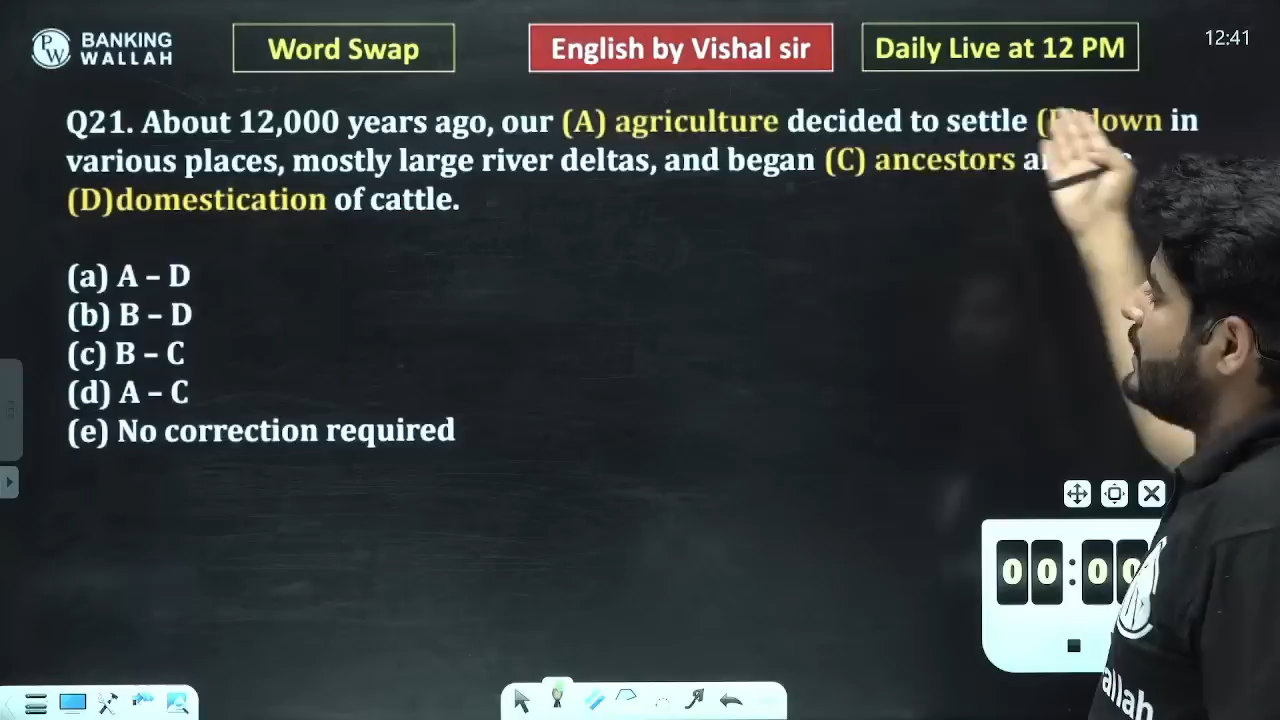 PW
BANKING
WALLAH
Word Swap
English by Vishal sir
Daily Live at 12 PM
12:41
Q21. About 12,000 years ago, our (A) agriculture decided to settle down in
various places, mostly large river deltas, and began (C) ancestors
(D)domestication of cattle.
(a) A – D
(b) B – D
(c) B – C
(d) A – C
(e) No correction required
00:00
allah